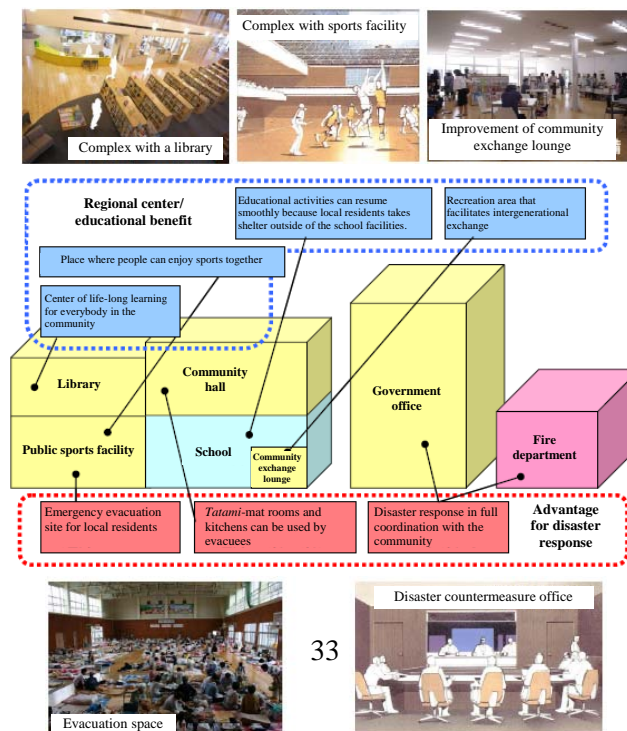 Complex with sports facility
Complex with a library
Improvement of community
exchange lounge
Regional center/
educational benefit
Educational activities can resume
smoothly because local residents takes
shelter outside of the school facilities.
Recreation area that
facilitates intergenerational
exchange
Place where people can enjoy sports together
Center of life-long learning
for everybody in the
community
Library
Community
hall
Government
office
Public sports facility
School
Community
exchange
lounge
Fire
department
Emergency evacuation
site for local residents
Tatami-mat rooms and
kitchens can be used by
evacuees
Disaster response in full
coordination with the
community
Advantage
for disaster
response
Disaster countermeasure office
33
Evacuation space